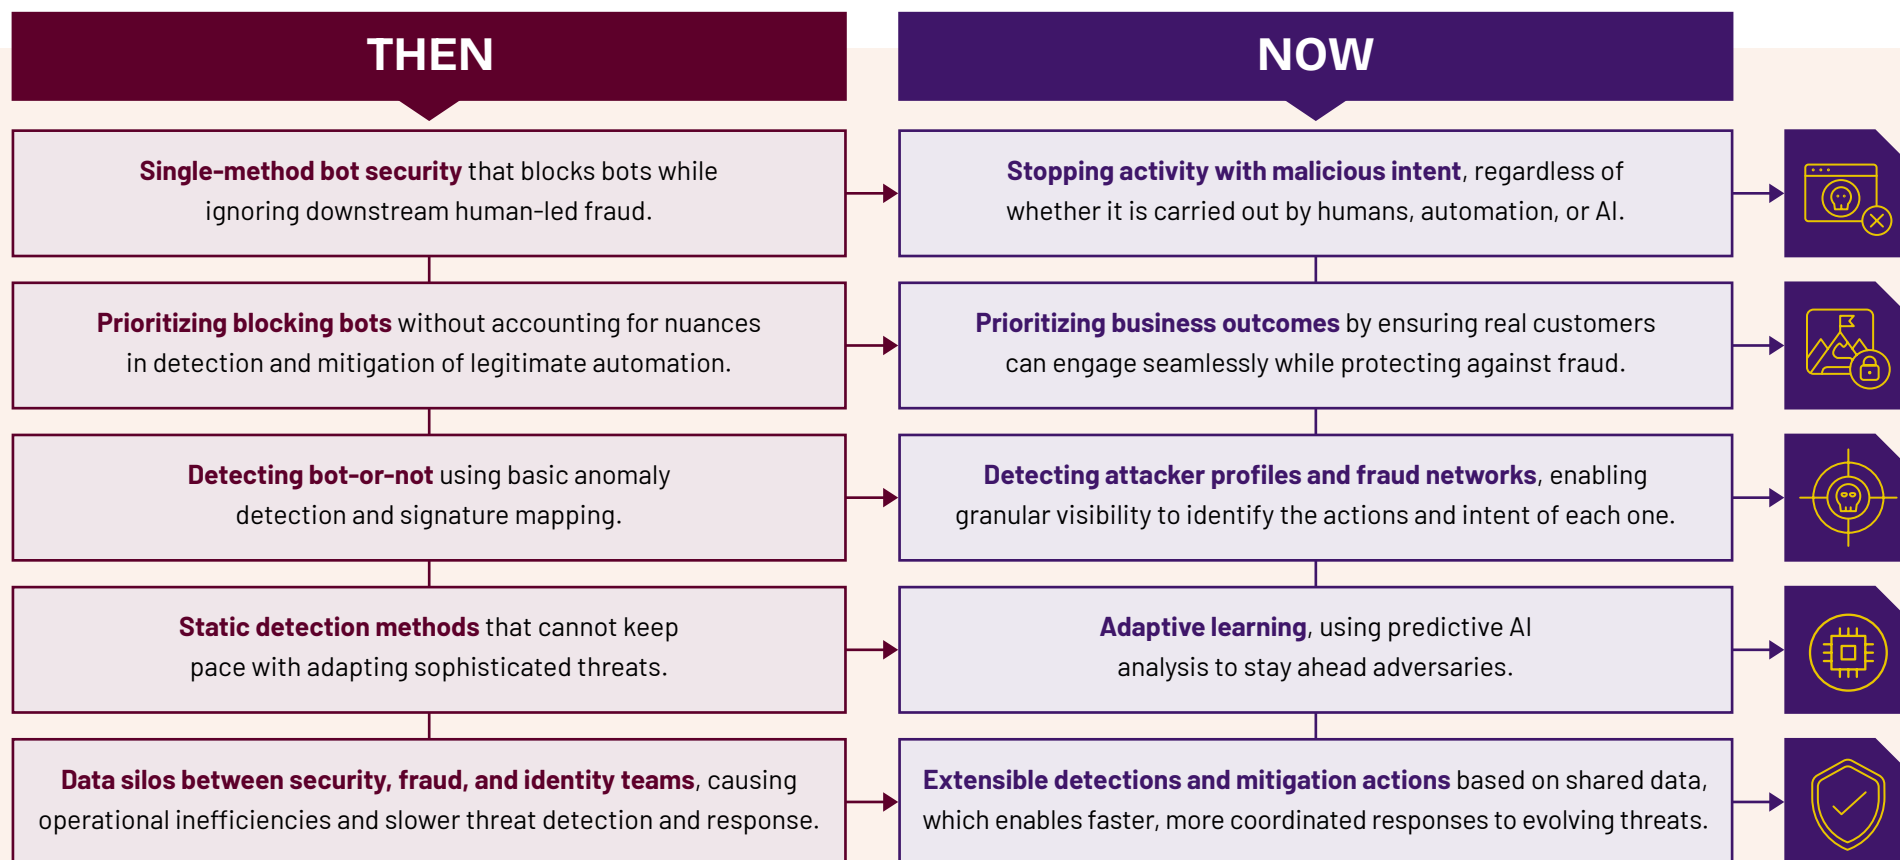 THEN
NOW
Single-method bot security that blocks bots while
ignoring downstream human-led fraud.
Stopping activity with malicious intent, regardless of
whether it is carried out by humans, automation, or AI.
Prioritizing blocking bots without accounting for nuances
in detection and mitigation of legitimate automation.
Prioritizing business outcomes by ensuring real customers
can engage seamlessly while protecting against fraud.
Detecting bot-or-not using basic anomaly
detection and signature mapping.
Detecting attacker profiles and fraud networks, enabling
granular visibility to identify the actions and intent of each one.
Static detection methods that cannot keep
pace with adapting sophisticated threats.
Adaptive learning, using predictive AI
analysis to stay ahead adversaries.
Data silos between security, fraud, and identity teams, causing
operational inefficiencies and slower threat detection and response.
Extensible detections and mitigation actions based on shared data,
which enables faster, more coordinated responses to evolving threats.